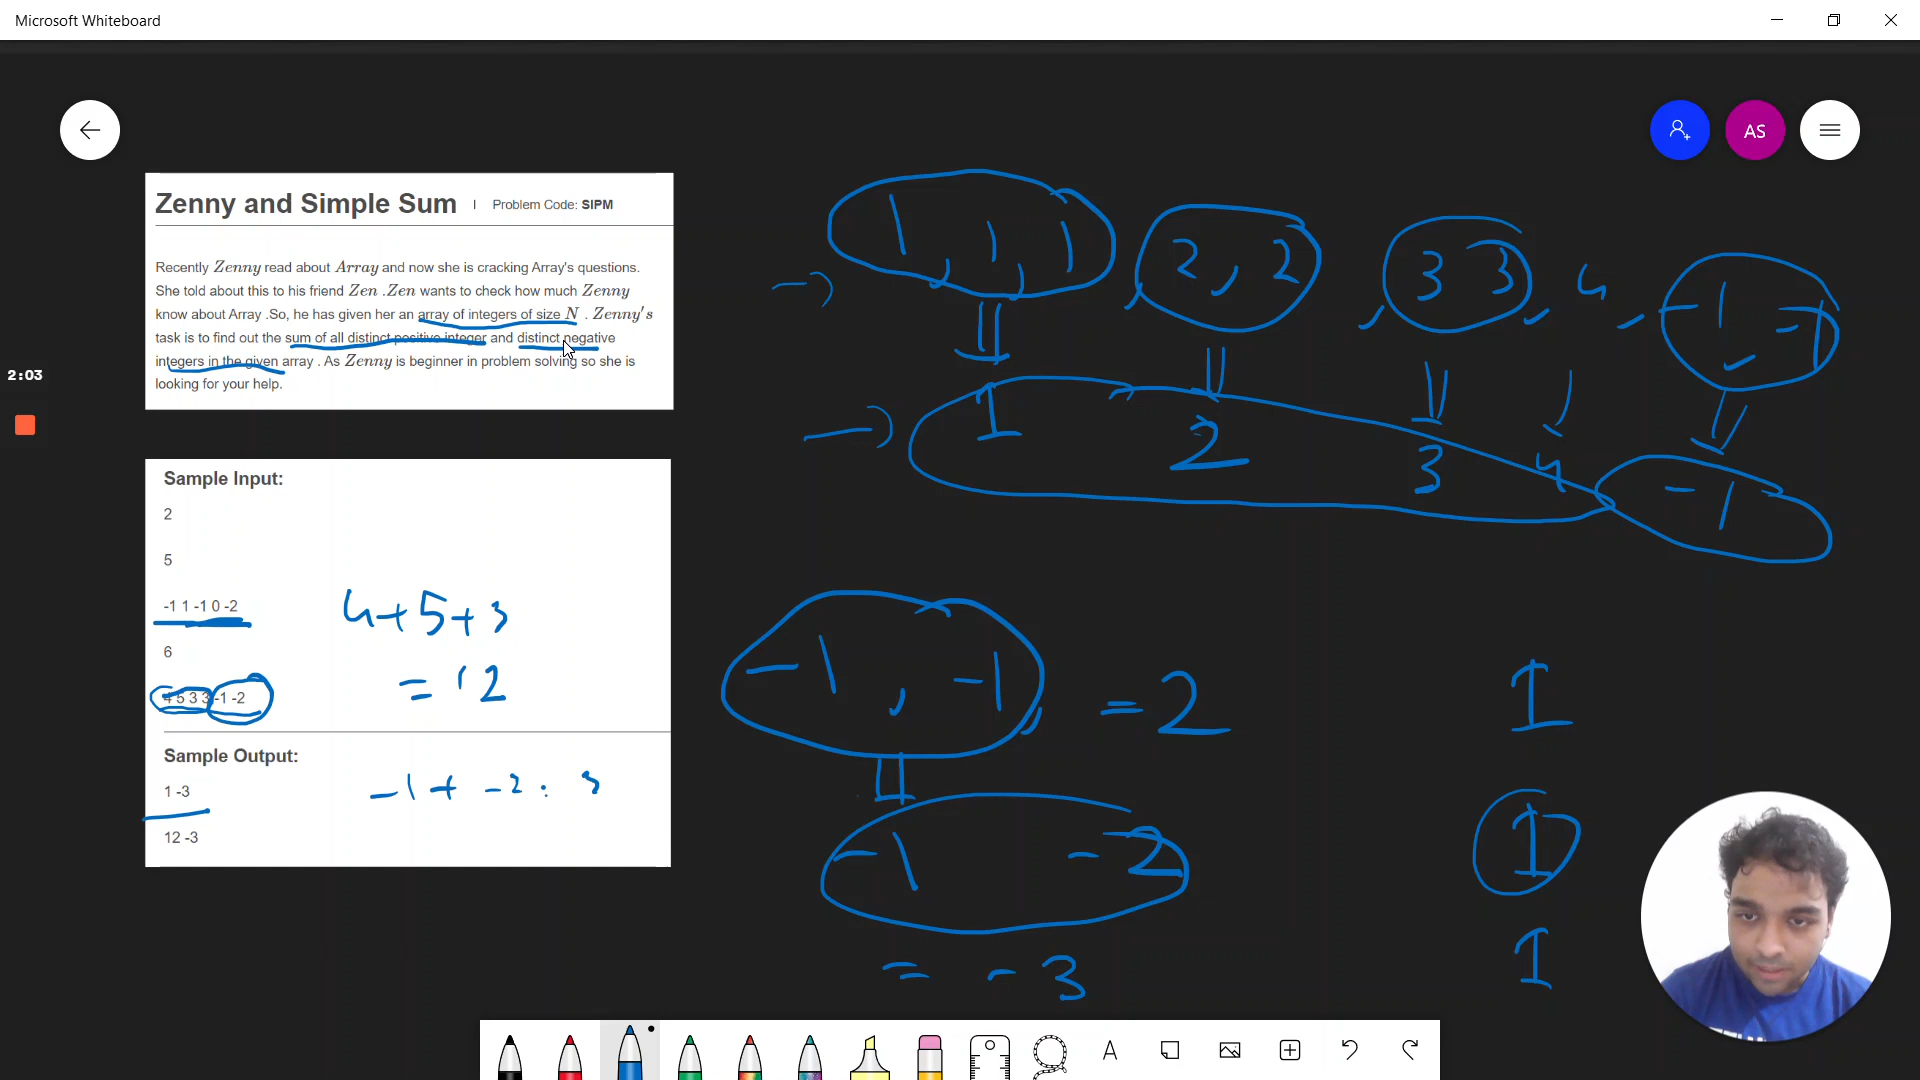 Microsoft Whiteboard
AS
2:03
Zenny and Simple Sum | Problem Code: SIPM
Recently Zenny read about Array and now she is cracking Array's questions.
She told about this to his friend Zen .Zen wants to check how much Zenny
know about Array .So, he has given her an array of integers of size N . Zenny's
task is to find out the sum of all distinct positive integer and distinct negative
integers in the given array . As Zenny is beginner in problem solving so she is
looking for your help.
Sample Input:
2
5
-1 1 -1 0 -2
6
4 5 3 3 -1 -2
Sample Output:
1 -3
12 -3
4+5+3
= 12
-1 + -2 : 3
1, 1, 1, 2, 2, 3 3, 4, -1, -1
1 2 3 4 -1
-1, -1, = 2
-1 -2
= -3
1
1
1
A